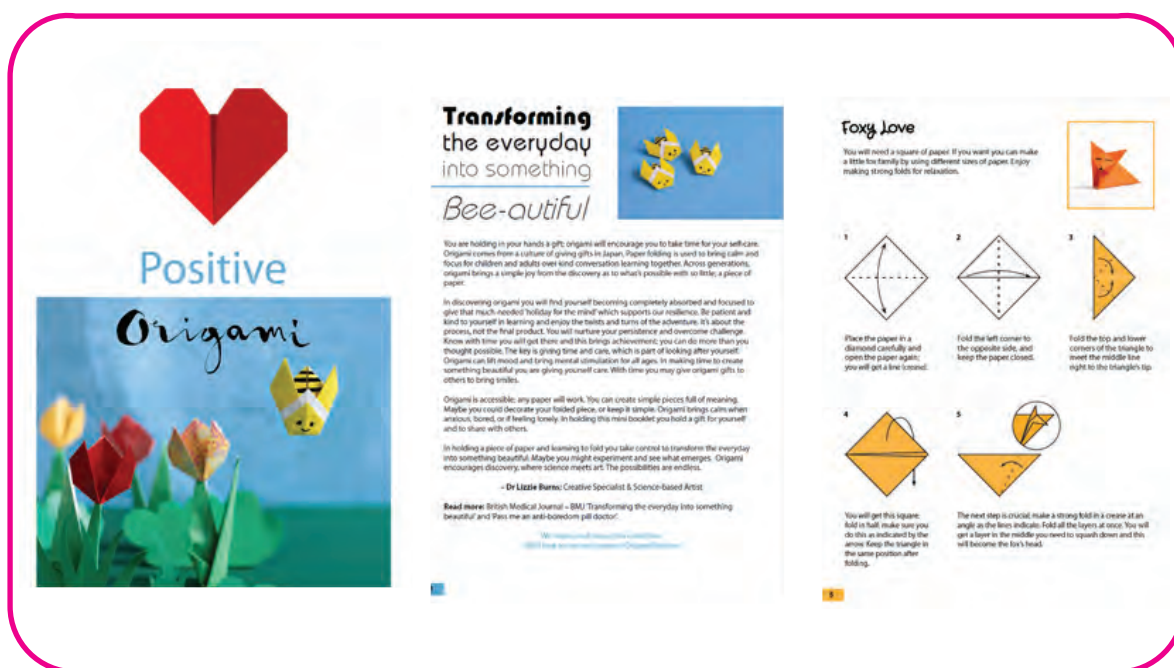 Positive
Origami
Transforming
the everyday
into something
Bee-autiful
You are holding in your hands a gift; origami will encourage you to take time for your self-care.
Origami comes from a culture of giving gifts in Japan. Paper folding is used to bring calm and
focus for children and adults over kind conversation learning together. Across generations,
origami brings a simple joy from the discovery as to what's possible with so little; a piece of
paper.
In discovering origami you will find yourself becoming completely absorbed and focused to
give that much-needed 'holiday for the mind' which supports our resilience. Be patient and
kind to yourself in learning and enjoy the twists and turns of the adventure. It's about the
process, not the final product. You will nurture your persistence and overcome challenge.
Know with time you will get there and this brings achievement; you can do more than you
thought possible. The key is giving time and care, which is part of looking after yourself.
Origami can lift mood and bring mental stimulation for all ages. In making time to create
something beautiful you are giving yourself care. With time you may give origami gifts to
others to bring smiles.
Origami is accessible; any paper will work. You can create simple pieces full of meaning.
Maybe you could decorate your folded piece, or keep it simple. Origami brings calm when
anxious, bored, or if feeling lonely. In holding this mini booklet you hold a gift for yourself
and to share with others.
In holding a piece of paper and learning to fold you take control to transform the everyday
into something beautiful. Maybe you might experiment and see what emerges. Origami
encourages discovery, where science meets art. The possibilities are endless.
– Dr Lizzie Burns: Creative Specialist & Science-based Artist
Read more: British Medical Journal – BMJ 'Transforming the everyday into something
beautiful' and 'Pass me an anti-boredom pill doctor'.
Foxy Love
You will need a square of paper. If you want you can make
a little fox family by using different sizes of paper. Enjoy
making strong folds for relaxation.
1
Place the paper in a
diamond carefully and
open the paper again;
you will get a line (crease).
2
Fold the left corner to
the opposite side, and
keep the paper closed.
3
Fold the top and lower
corners of the triangle to
meet the middle line
right to the triangle's tip.
4
You will get this square,
fold in half; make sure you
do this as indicated by the
arrow. Keep the triangle in
the same position after
folding.
5
The next step is crucial, make a strong fold in a crease at an
angle as the lines indicate. Fold all the layers at once. You will
get a layer in the middle you need to squash down and this
will become the fox's head.
5